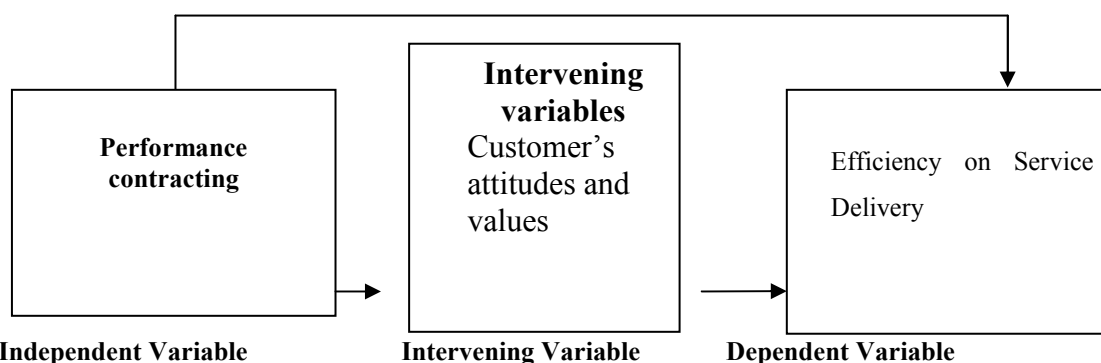 Performance
contracting
Intervening
variables
Customer’s
attitudes and
values
Efficiency on Service
Delivery
Independent Variable
Intervening Variable
Dependent Variable